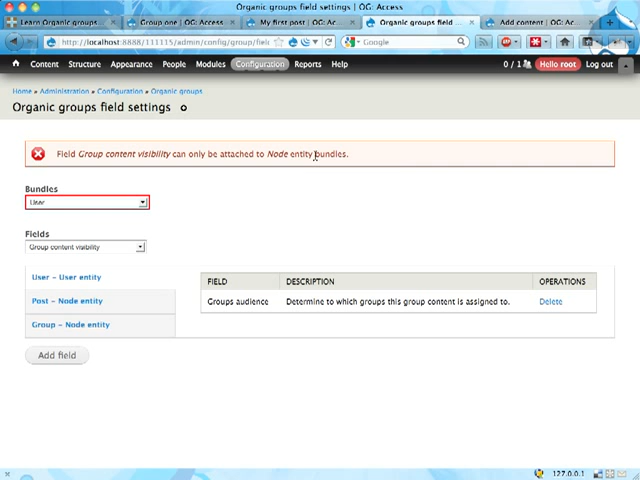 Organic groups field settings | OG: Access
Learn Organic groups
Group one | OG: Access
My first post | OG: Ac...
Organic groups field ...
Add content | OG: Ac...
http://localhost:8888/111115/admin/config/group/fiel
Google
Content Structure Appearance People Modules Configuration Reports Help
0 / 1
Hello root
Log out
Home » Administration » Configuration » Organic groups
Organic groups field settings
Field Group content visibility can only be attached to Node entity bundles.
Bundles
User
Fields
Group content visibility
User - User entity
Post - Node entity
Group - Node entity
FIELD DESCRIPTION OPERATIONS
Groups audience Determine to which groups this group content is assigned to. Delete
Add field
127.0.0.1